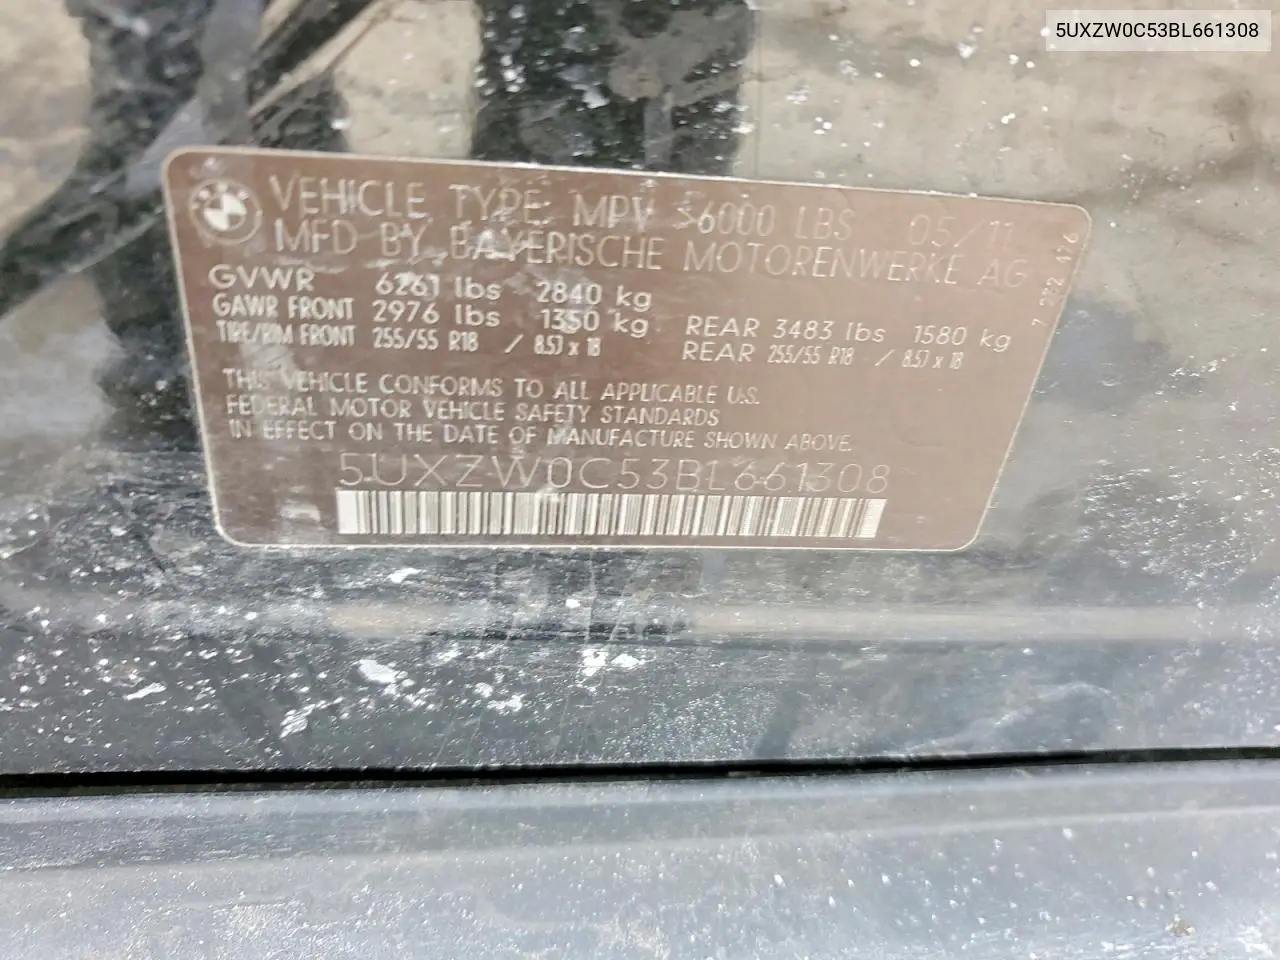 5UXZW0C53BL661308
VEHICLE TYPE: MPV >6000 LBS 05/11
MFD BY BAYERISCHE MOTORENWERKE AG
GVWR 6261 lbs 2840 kg
GAWR FRONT 2976 lbs 1350 kg REAR 3483 lbs 1580 kg
TIRE/RIM FRONT 255/55 R18 / 8.5J x 18 REAR 255/55 R18 / 8.5J x 18
THIS VEHICLE CONFORMS TO ALL APPLICABLE U.S.
FEDERAL MOTOR VEHICLE SAFETY STANDARDS
IN EFFECT ON THE DATE OF MANUFACTURE SHOWN ABOVE.
5UXZW0C53BL661308